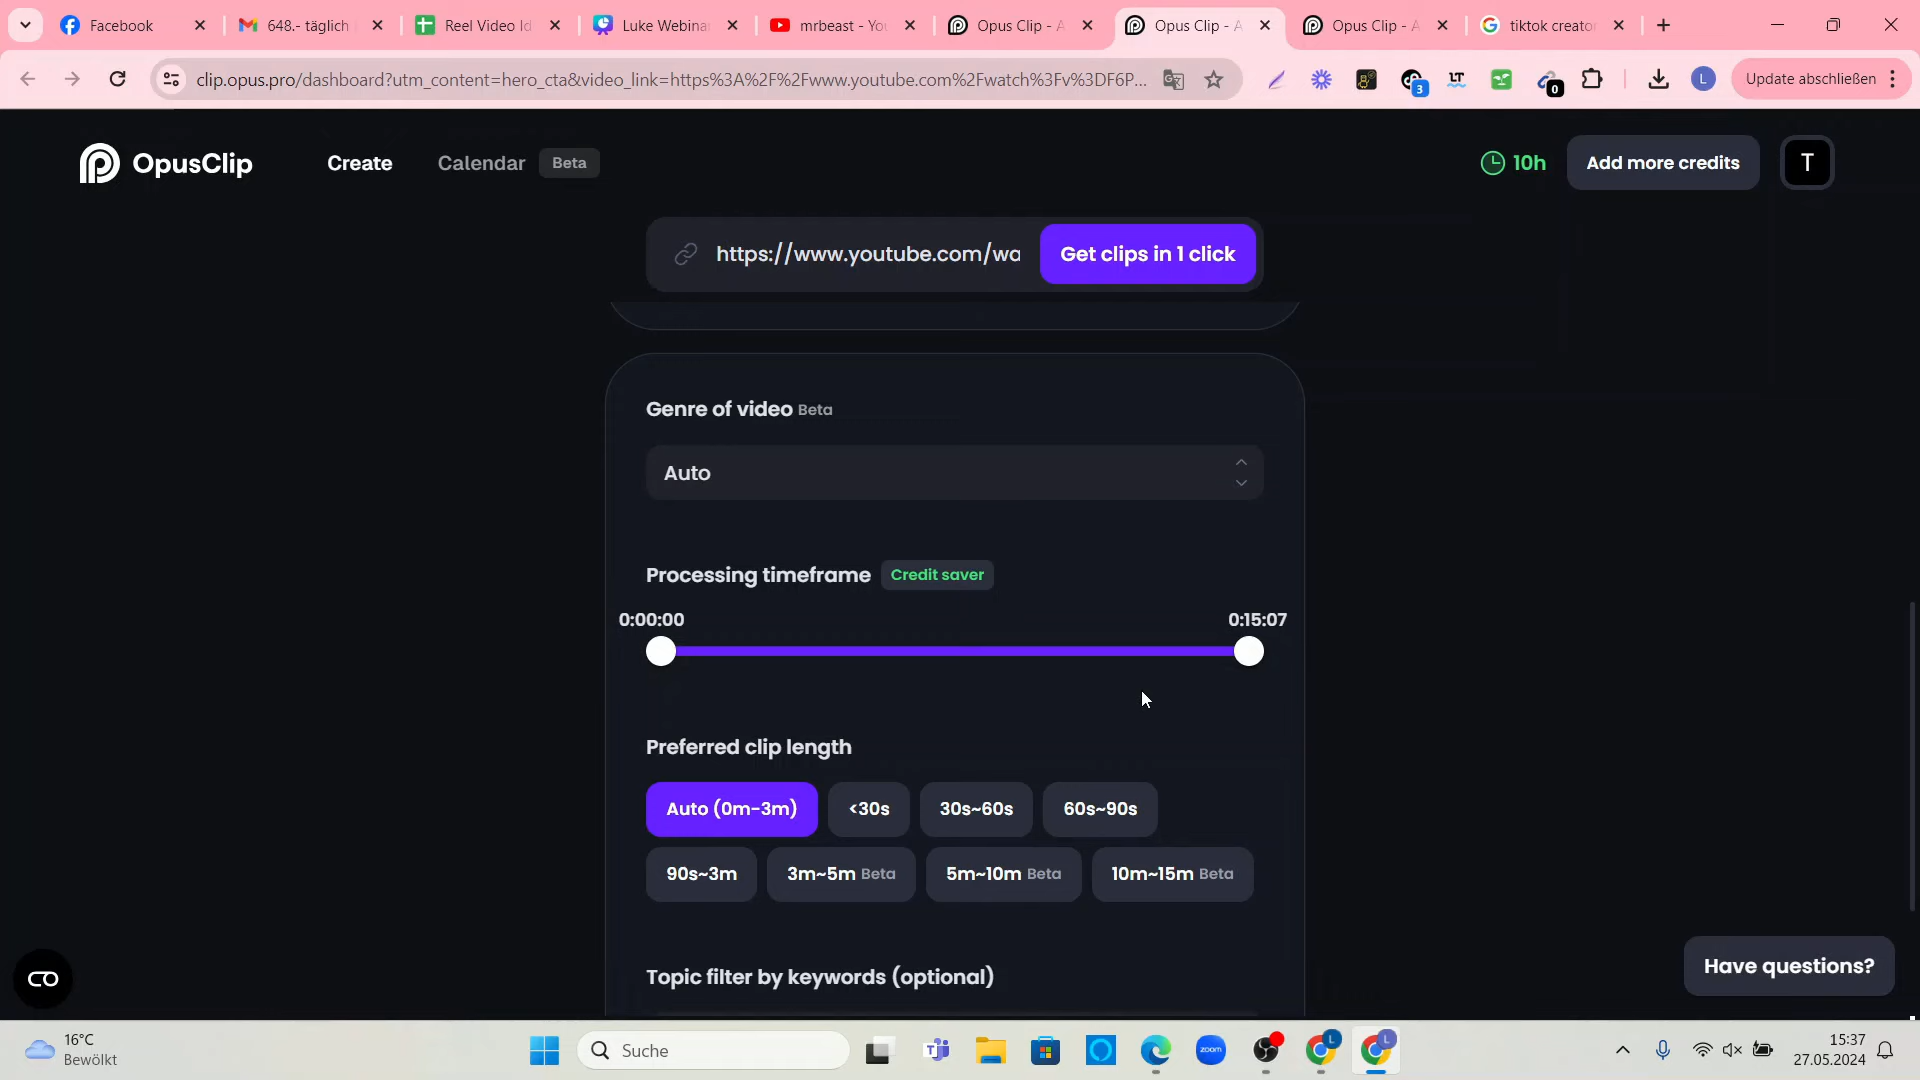 Facebook
648.- täglich
Reel Video Id
Luke Webina
mrbeast - Yo
Opus Clip - A
Opus Clip - A
Opus Clip - A
tiktok creato
clip.opus.pro/dashboard?utm_content=hero_cta&video_link=https%3A%2F%2Fwww.youtube.com%2Fwatch%3Fv%3DF6P...
3
LT
0
L
Update abschließen
OpusClip
Create
Calendar
Beta
10h
Add more credits
T
https://www.youtube.com/wa
Get clips in 1 click
Genre of video Beta
Auto
Processing timeframe
Credit saver
0:00:00
0:15:07
Preferred clip length
Auto (0m-3m)
<30s
30s~60s
60s~90s
90s~3m
3m~5m Beta
5m~10m Beta
10m~15m Beta
Topic filter by keywords (optional)
Have questions?
16°C
Bewölkt
Suche
zoom
L
L
15:37
27.05.2024